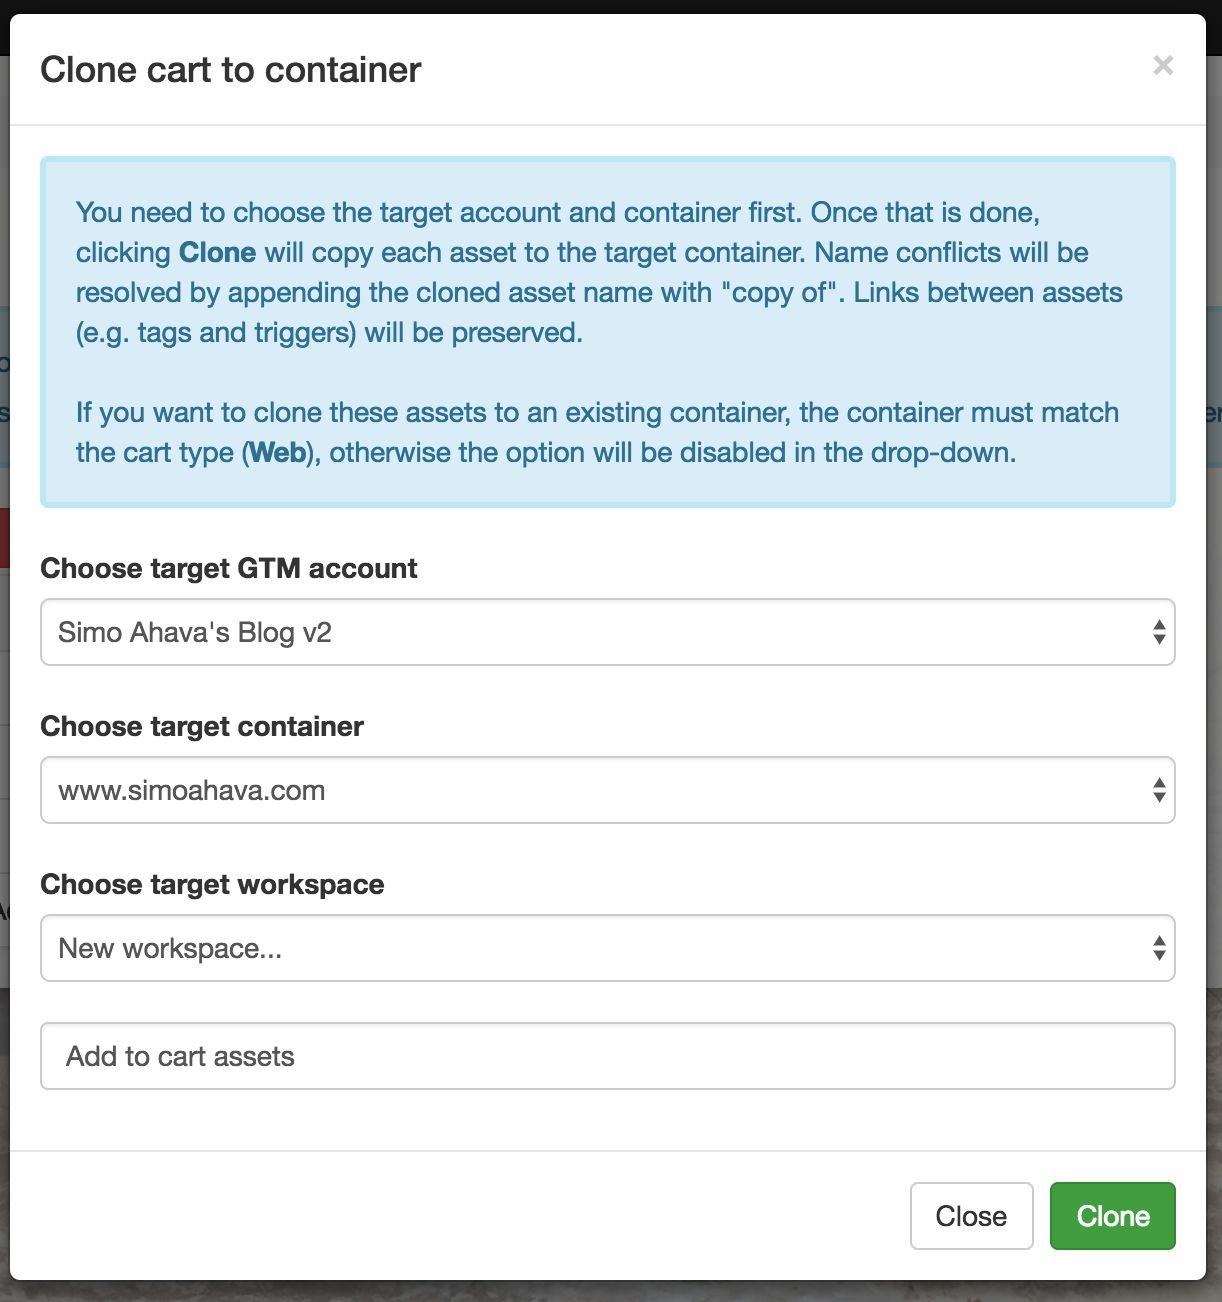 Clone cart to container
×
You need to choose the target account and container first. Once that is done,
clicking Clone will copy each asset to the target container. Name conflicts will be
resolved by appending the cloned asset name with "copy of". Links between assets
(e.g. tags and triggers) will be preserved.
If you want to clone these assets to an existing container, the container must match
the cart type (Web), otherwise the option will be disabled in the drop-down.
Choose target GTM account
Simo Ahava's Blog v2
Choose target container
www.simoahava.com
Choose target workspace
New workspace...
Add to cart assets
Close
Clone